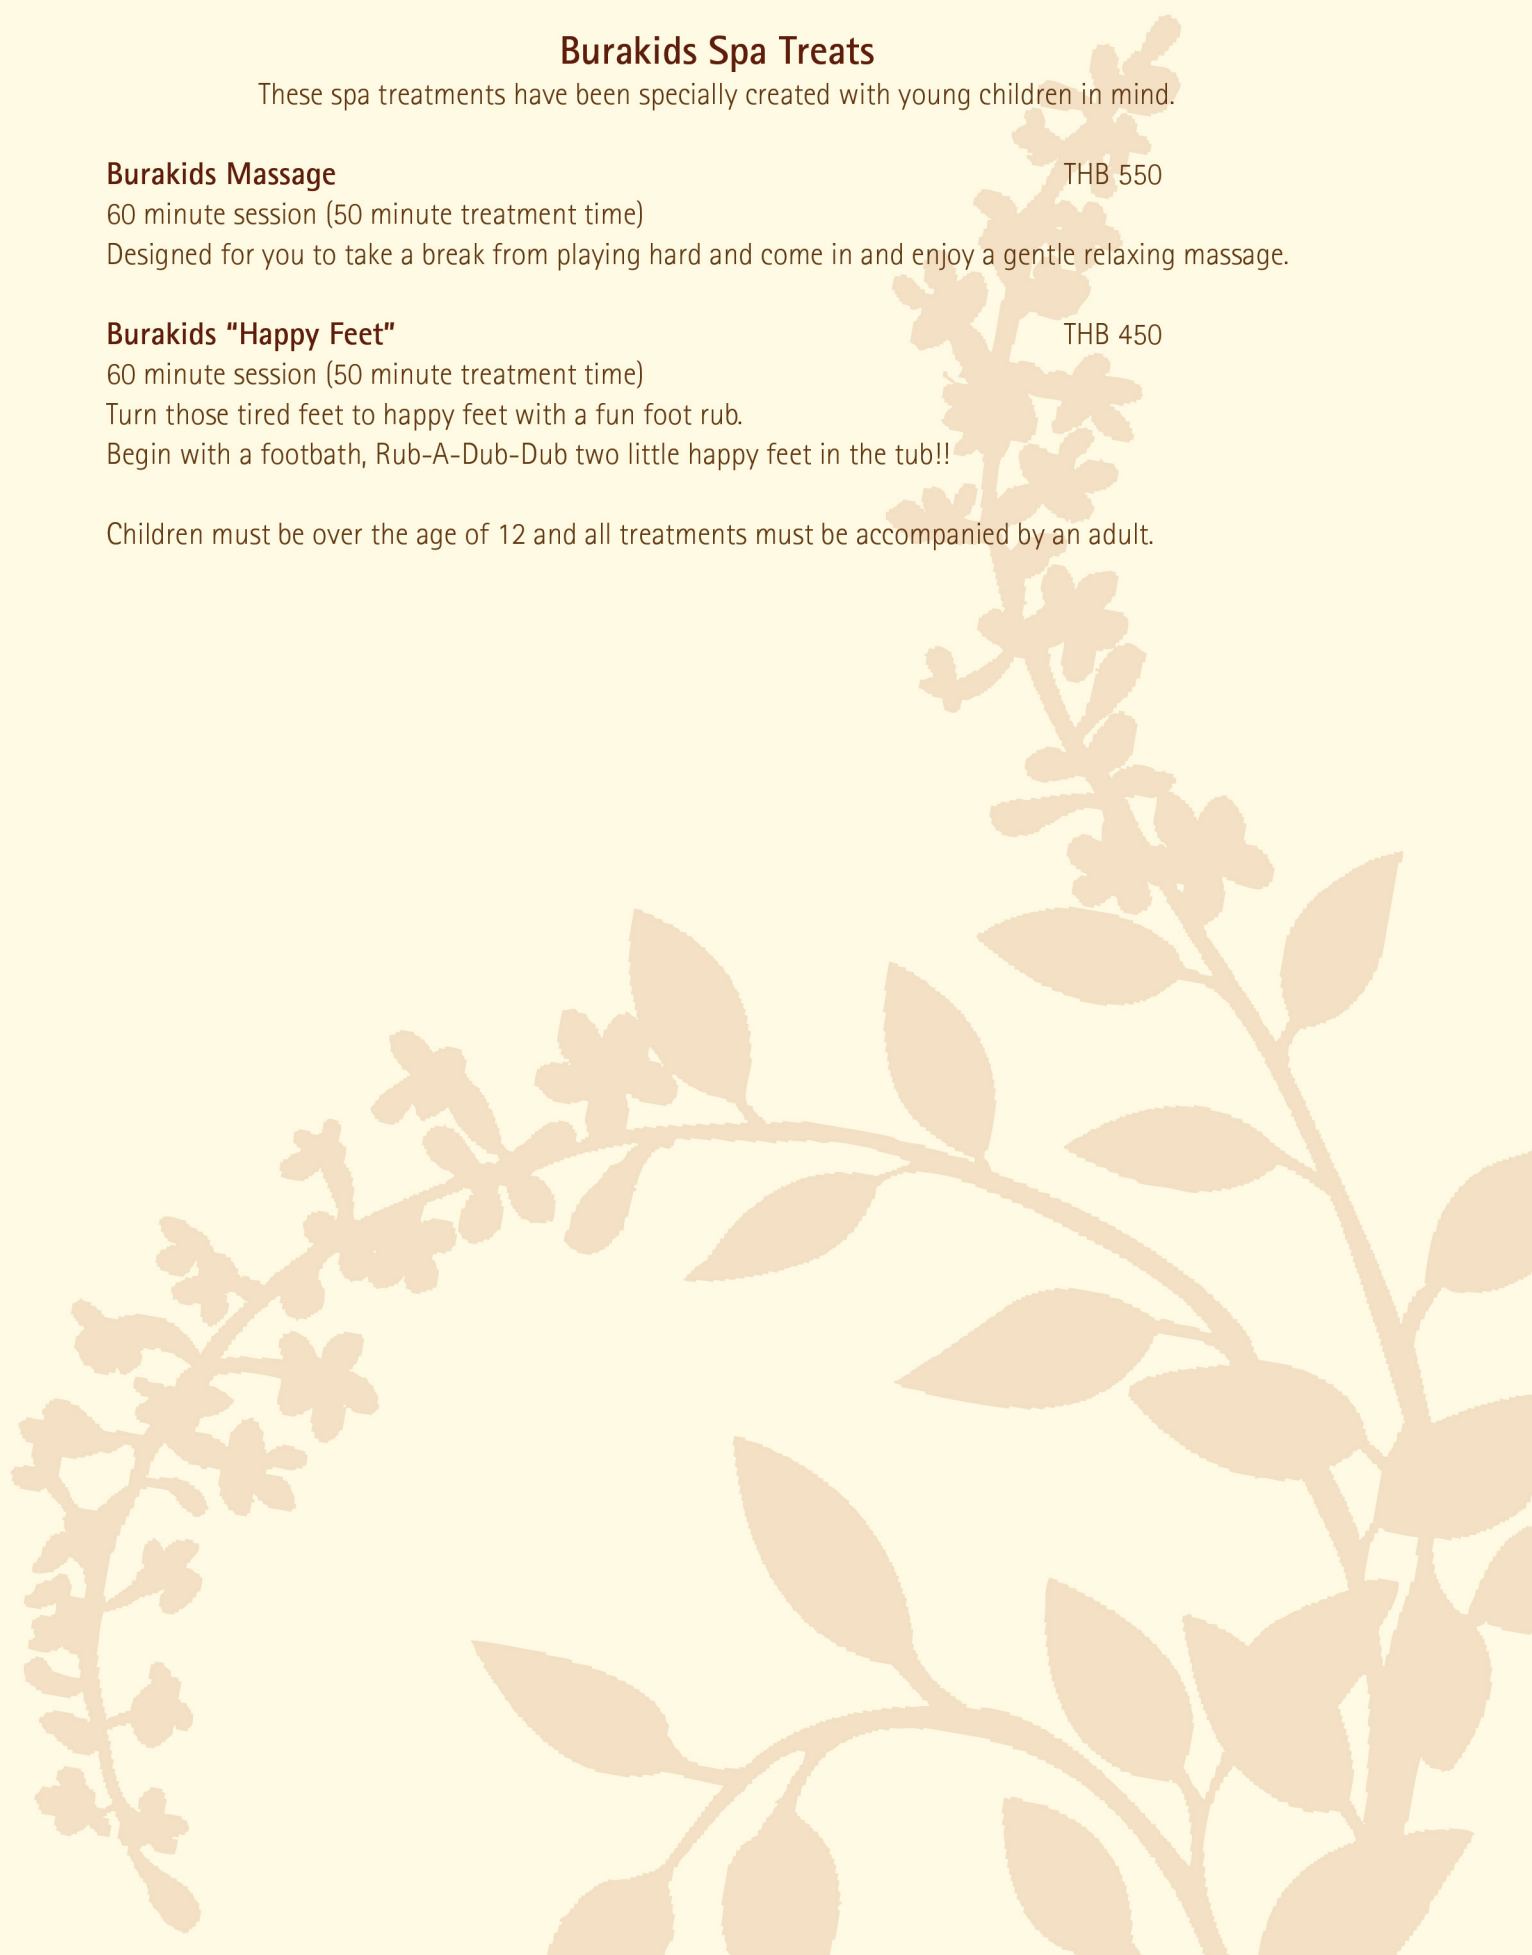 Burakids Spa Treats
These spa treatments have been specially created with young children in mind.
Burakids Massage THB 550
60 minute session (50 minute treatment time)
Designed for you to take a break from playing hard and come in and enjoy a gentle relaxing massage.
Burakids “Happy Feet” THB 450
60 minute session (50 minute treatment time)
Turn those tired feet to happy feet with a fun foot rub.
Begin with a footbath, Rub-A-Dub-Dub two little happy feet in the tub!!
Children must be over the age of 12 and all treatments must be accompanied by an adult.